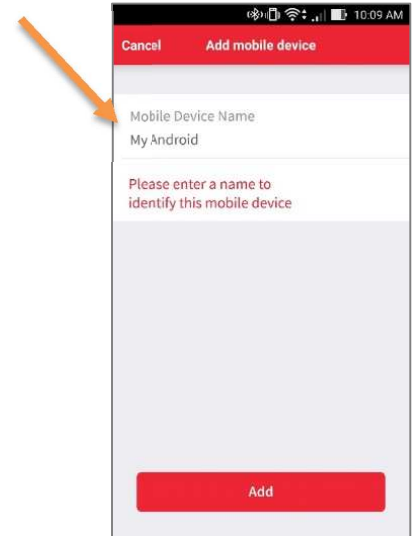 10:09 AM
Cancel Add mobile device
Mobile Device Name
My Android
Please enter a name to
identify this mobile device
Add